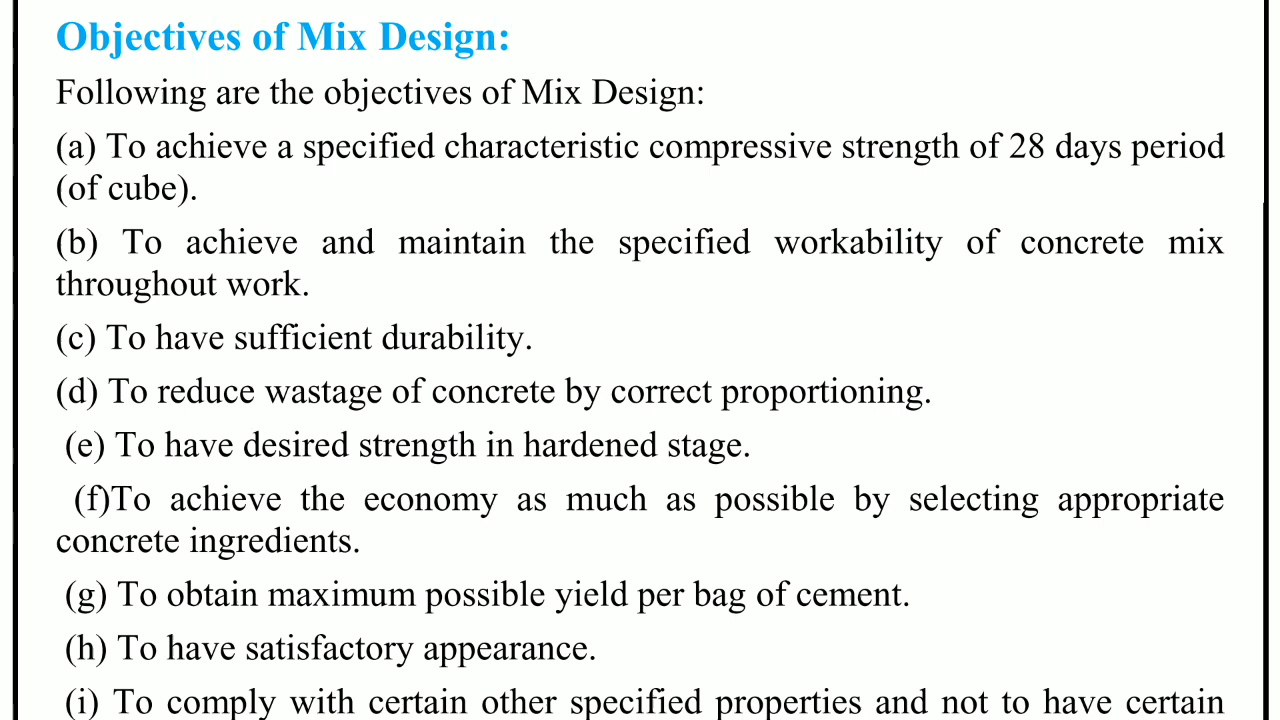 Objectives of Mix Design:
Following are the objectives of Mix Design:
(a) To achieve a specified characteristic compressive strength of 28 days period
(of cube).
(b) To achieve and maintain the specified workability of concrete mix
throughout work.
(c) To have sufficient durability.
(d) To reduce wastage of concrete by correct proportioning.
(e) To have desired strength in hardened stage.
(f)To achieve the economy as much as possible by selecting appropriate
concrete ingredients.
(g) To obtain maximum possible yield per bag of cement.
(h) To have satisfactory appearance.
(i) To comply with certain other specified properties and not to have certain